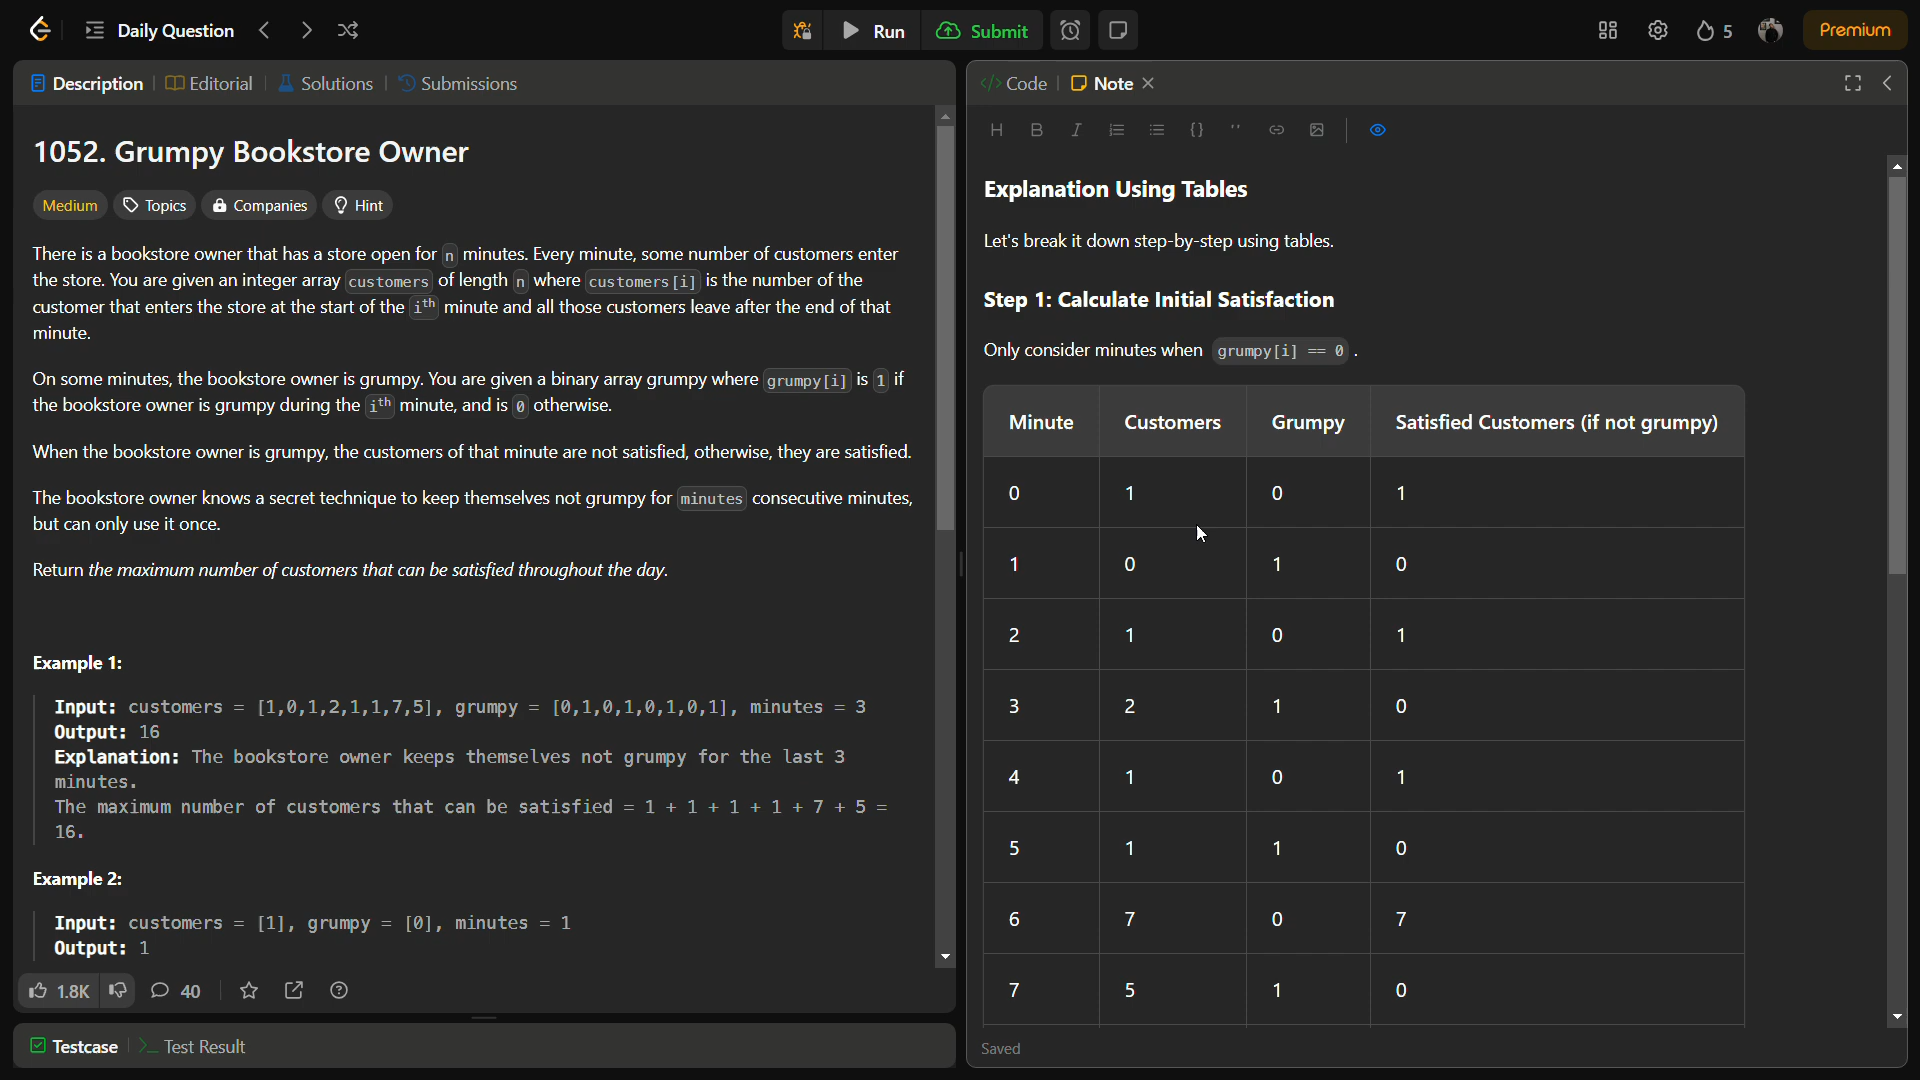 Daily Question
Run
Submit
5
Premium
Description
Editorial
Solutions
Submissions
1052. Grumpy Bookstore Owner
Medium
Topics
Companies
Hint
There is a bookstore owner that has a store open for n minutes. Every minute, some number of customers enter
the store. You are given an integer array customers of length n where customers[i] is the number of the
customer that enters the store at the start of the ith minute and all those customers leave after the end of that
minute.
On some minutes, the bookstore owner is grumpy. You are given a binary array grumpy where grumpy[i] is 1 if
the bookstore owner is grumpy during the ith minute, and is 0 otherwise.
When the bookstore owner is grumpy, the customers of that minute are not satisfied, otherwise, they are satisfied.
The bookstore owner knows a secret technique to keep themselves not grumpy for minutes consecutive minutes,
but can only use it once.
Return the maximum number of customers that can be satisfied throughout the day.
Example 1:
Input: customers = [1,0,1,2,1,1,7,5], grumpy = [0,1,0,1,0,1,0,1], minutes = 3
Output: 16
Explanation: The bookstore owner keeps themselves not grumpy for the last 3
minutes.
The maximum number of customers that can be satisfied = 1 + 1 + 1 + 1 + 7 + 5 =
16.
Example 2:
Input: customers = [1], grumpy = [0], minutes = 1
Output: 1
1.8K
40
Testcase
Test Result
Code
Note
Explanation Using Tables
Let's break it down step-by-step using tables.
Step 1: Calculate Initial Satisfaction
Only consider minutes when grumpy[i] == 0 .
Minute Customers Grumpy Satisfied Customers (if not grumpy)
0 1 0 1
1 0 1 0
2 1 0 1
3 2 1 0
4 1 0 1
5 1 1 0
6 7 0 7
7 5 1 0
Saved